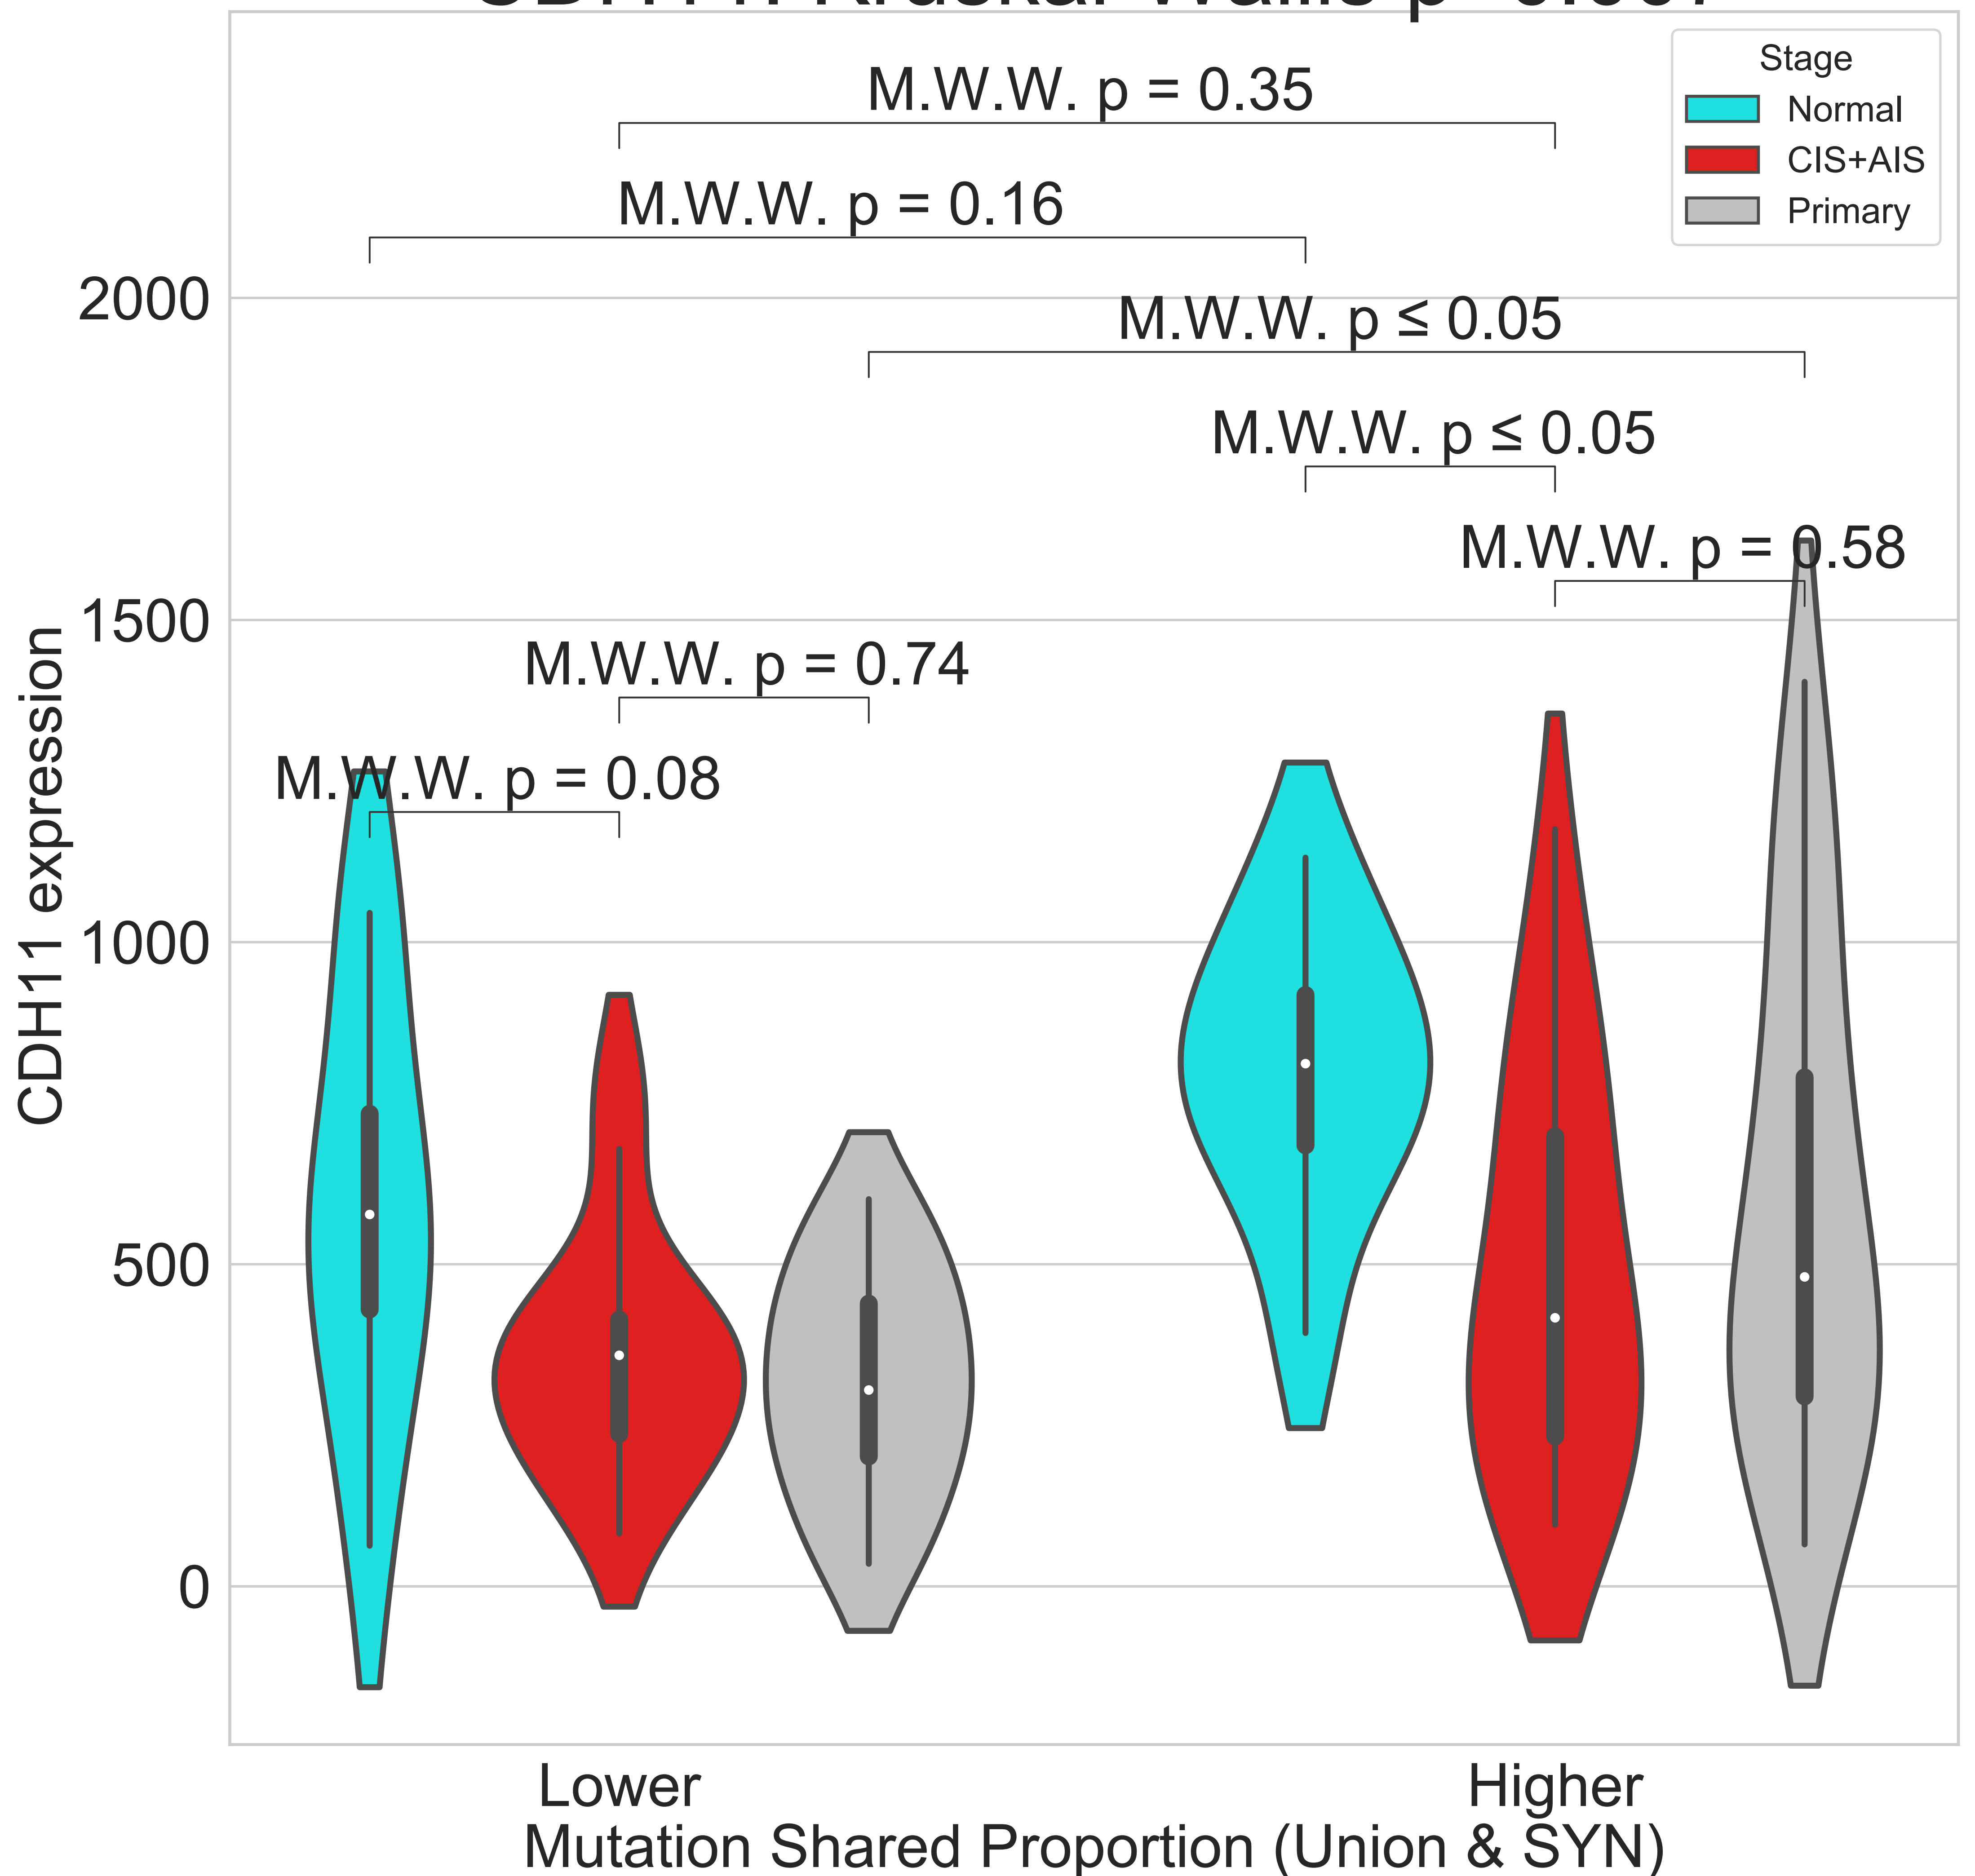 Stage
Normal
CIS+AIS
Primary
M.W.W. p = 0.35
M.W.W. p = 0.16
M.W.W. p ≤ 0.05
M.W.W. p ≤ 0.05
M.W.W. p = 0.58
M.W.W. p = 0.74
M.W.W. p = 0.08
2000
1500
1000
500
0
CDH11 expression
Lower
Higher
Mutation Shared Proportion (Union & SYN)